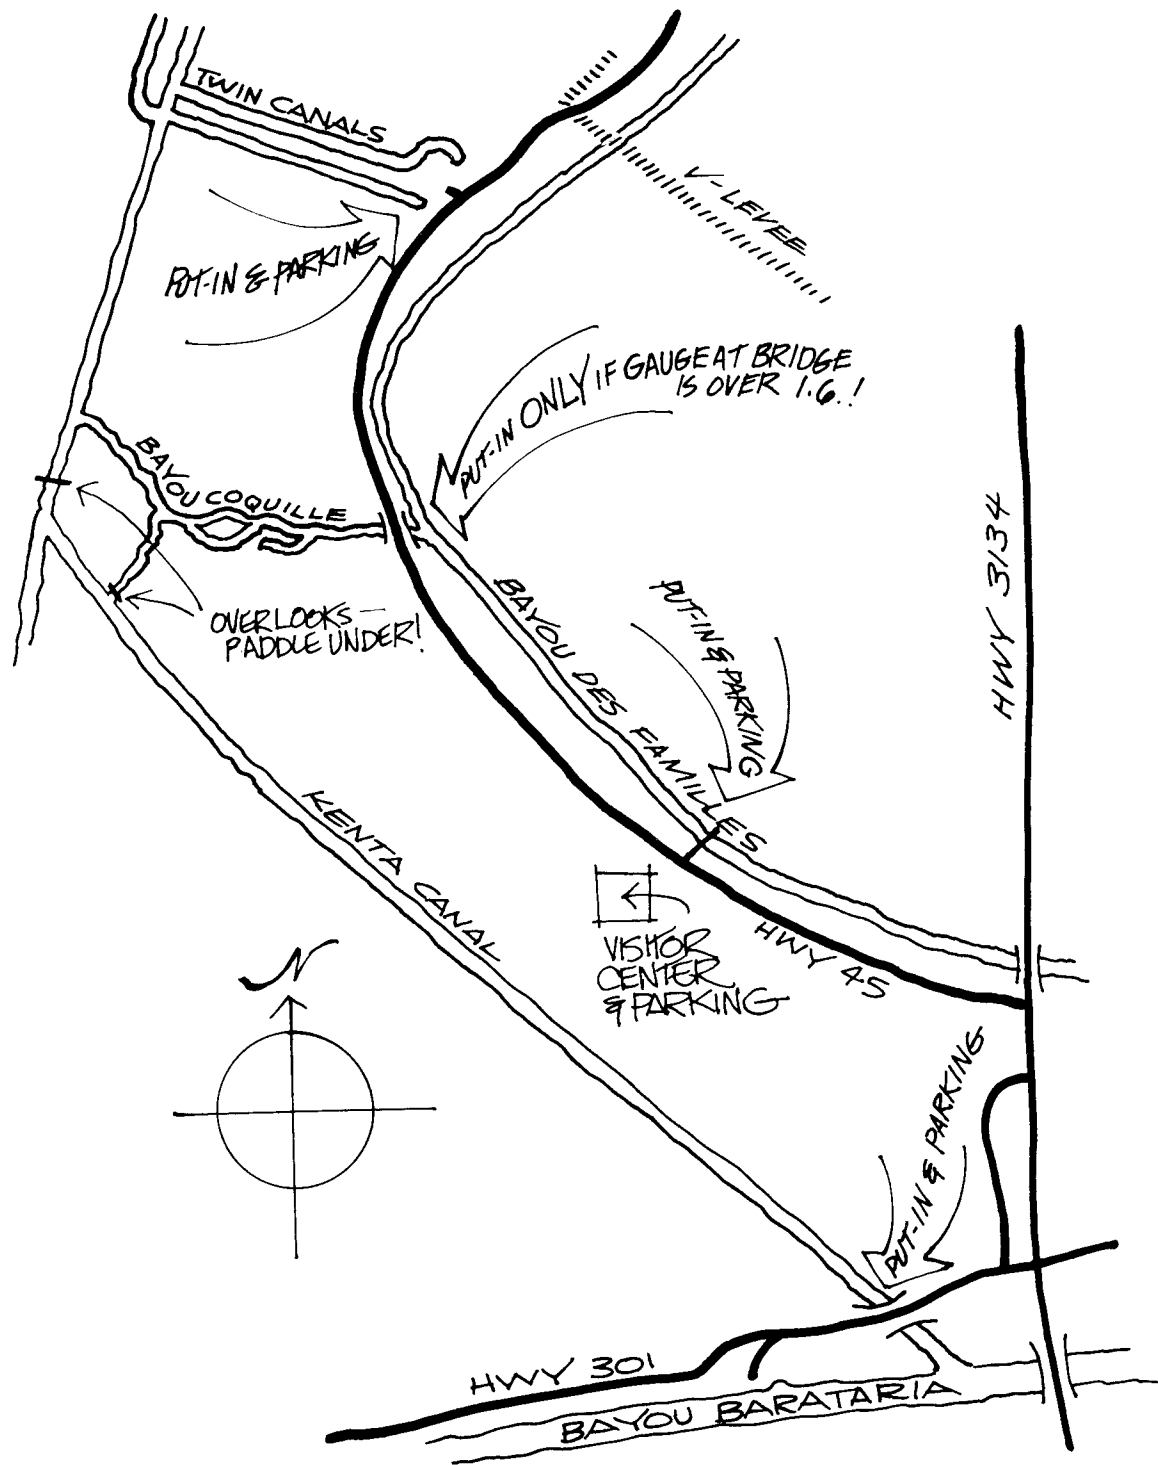 TWIN CANALS
V-LEVEE
PUT-IN & PARKING
PUT-IN ONLY IF GAUGE AT BRIDGE
IS OVER 1.6.!
BAYOU COQUILLE
HWY 3134
OVERLOOKS —
PADDLE UNDER!
BAYOU DES FAMILLES
PUT-IN & PARKING
KENTA CANAL
VISITOR
CENTER
& PARKING
HWY 45
N
PUT-IN & PARKING
HWY 301
BAYOU BARATARIA